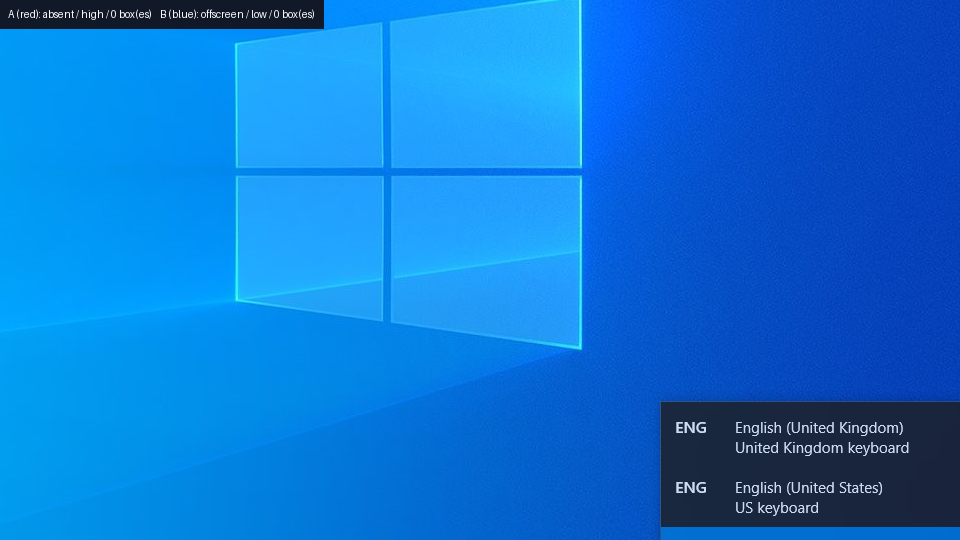 A (red): absent / high / 0 box(es) B (blue): offscreen / low / 0 box(es)
ENG English (United Kingdom)
United Kingdom keyboard
ENG English (United States)
US keyboard